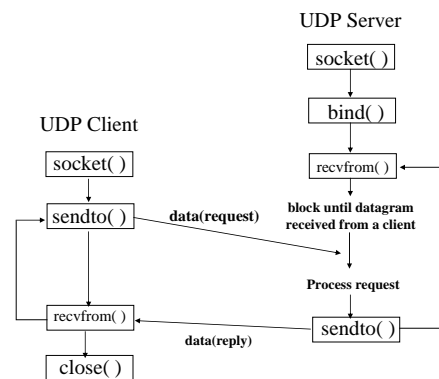 UDP Server
socket( )
bind( )
UDP Client
recvfrom( )
socket( )
block until datagram
received from a client
sendto( )
data(request)
Process request
recvfrom( )
sendto( )
data(reply)
close( )